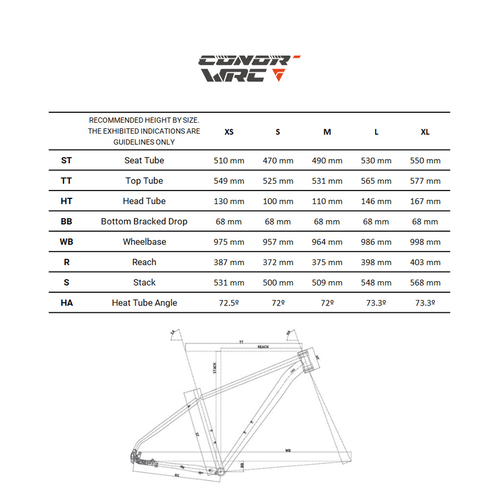 CONOR
WRC
RECOMMENDED HEIGHT BY SIZE.
THE EXHIBITED INDICATIONS ARE
GUIDELINES ONLY
XS S M L XL
ST Seat Tube 510 mm 470 mm 490 mm 530 mm 550 mm
TT Top Tube 549 mm 525 mm 531 mm 565 mm 577 mm
HT Head Tube 130 mm 100 mm 110 mm 146 mm 167 mm
BB Bottom Bracked Drop 68 mm 68 mm 68 mm 68 mm 68 mm
WB Wheelbase 975 mm 957 mm 964 mm 986 mm 998 mm
R Reach 387 mm 372 mm 375 mm 398 mm 403 mm
S Stack 531 mm 500 mm 509 mm 548 mm 568 mm
HA Heat Tube Angle 72.5º 72º 72º 73.3º 73.3º
TT
REACH
STACK
WB
BB